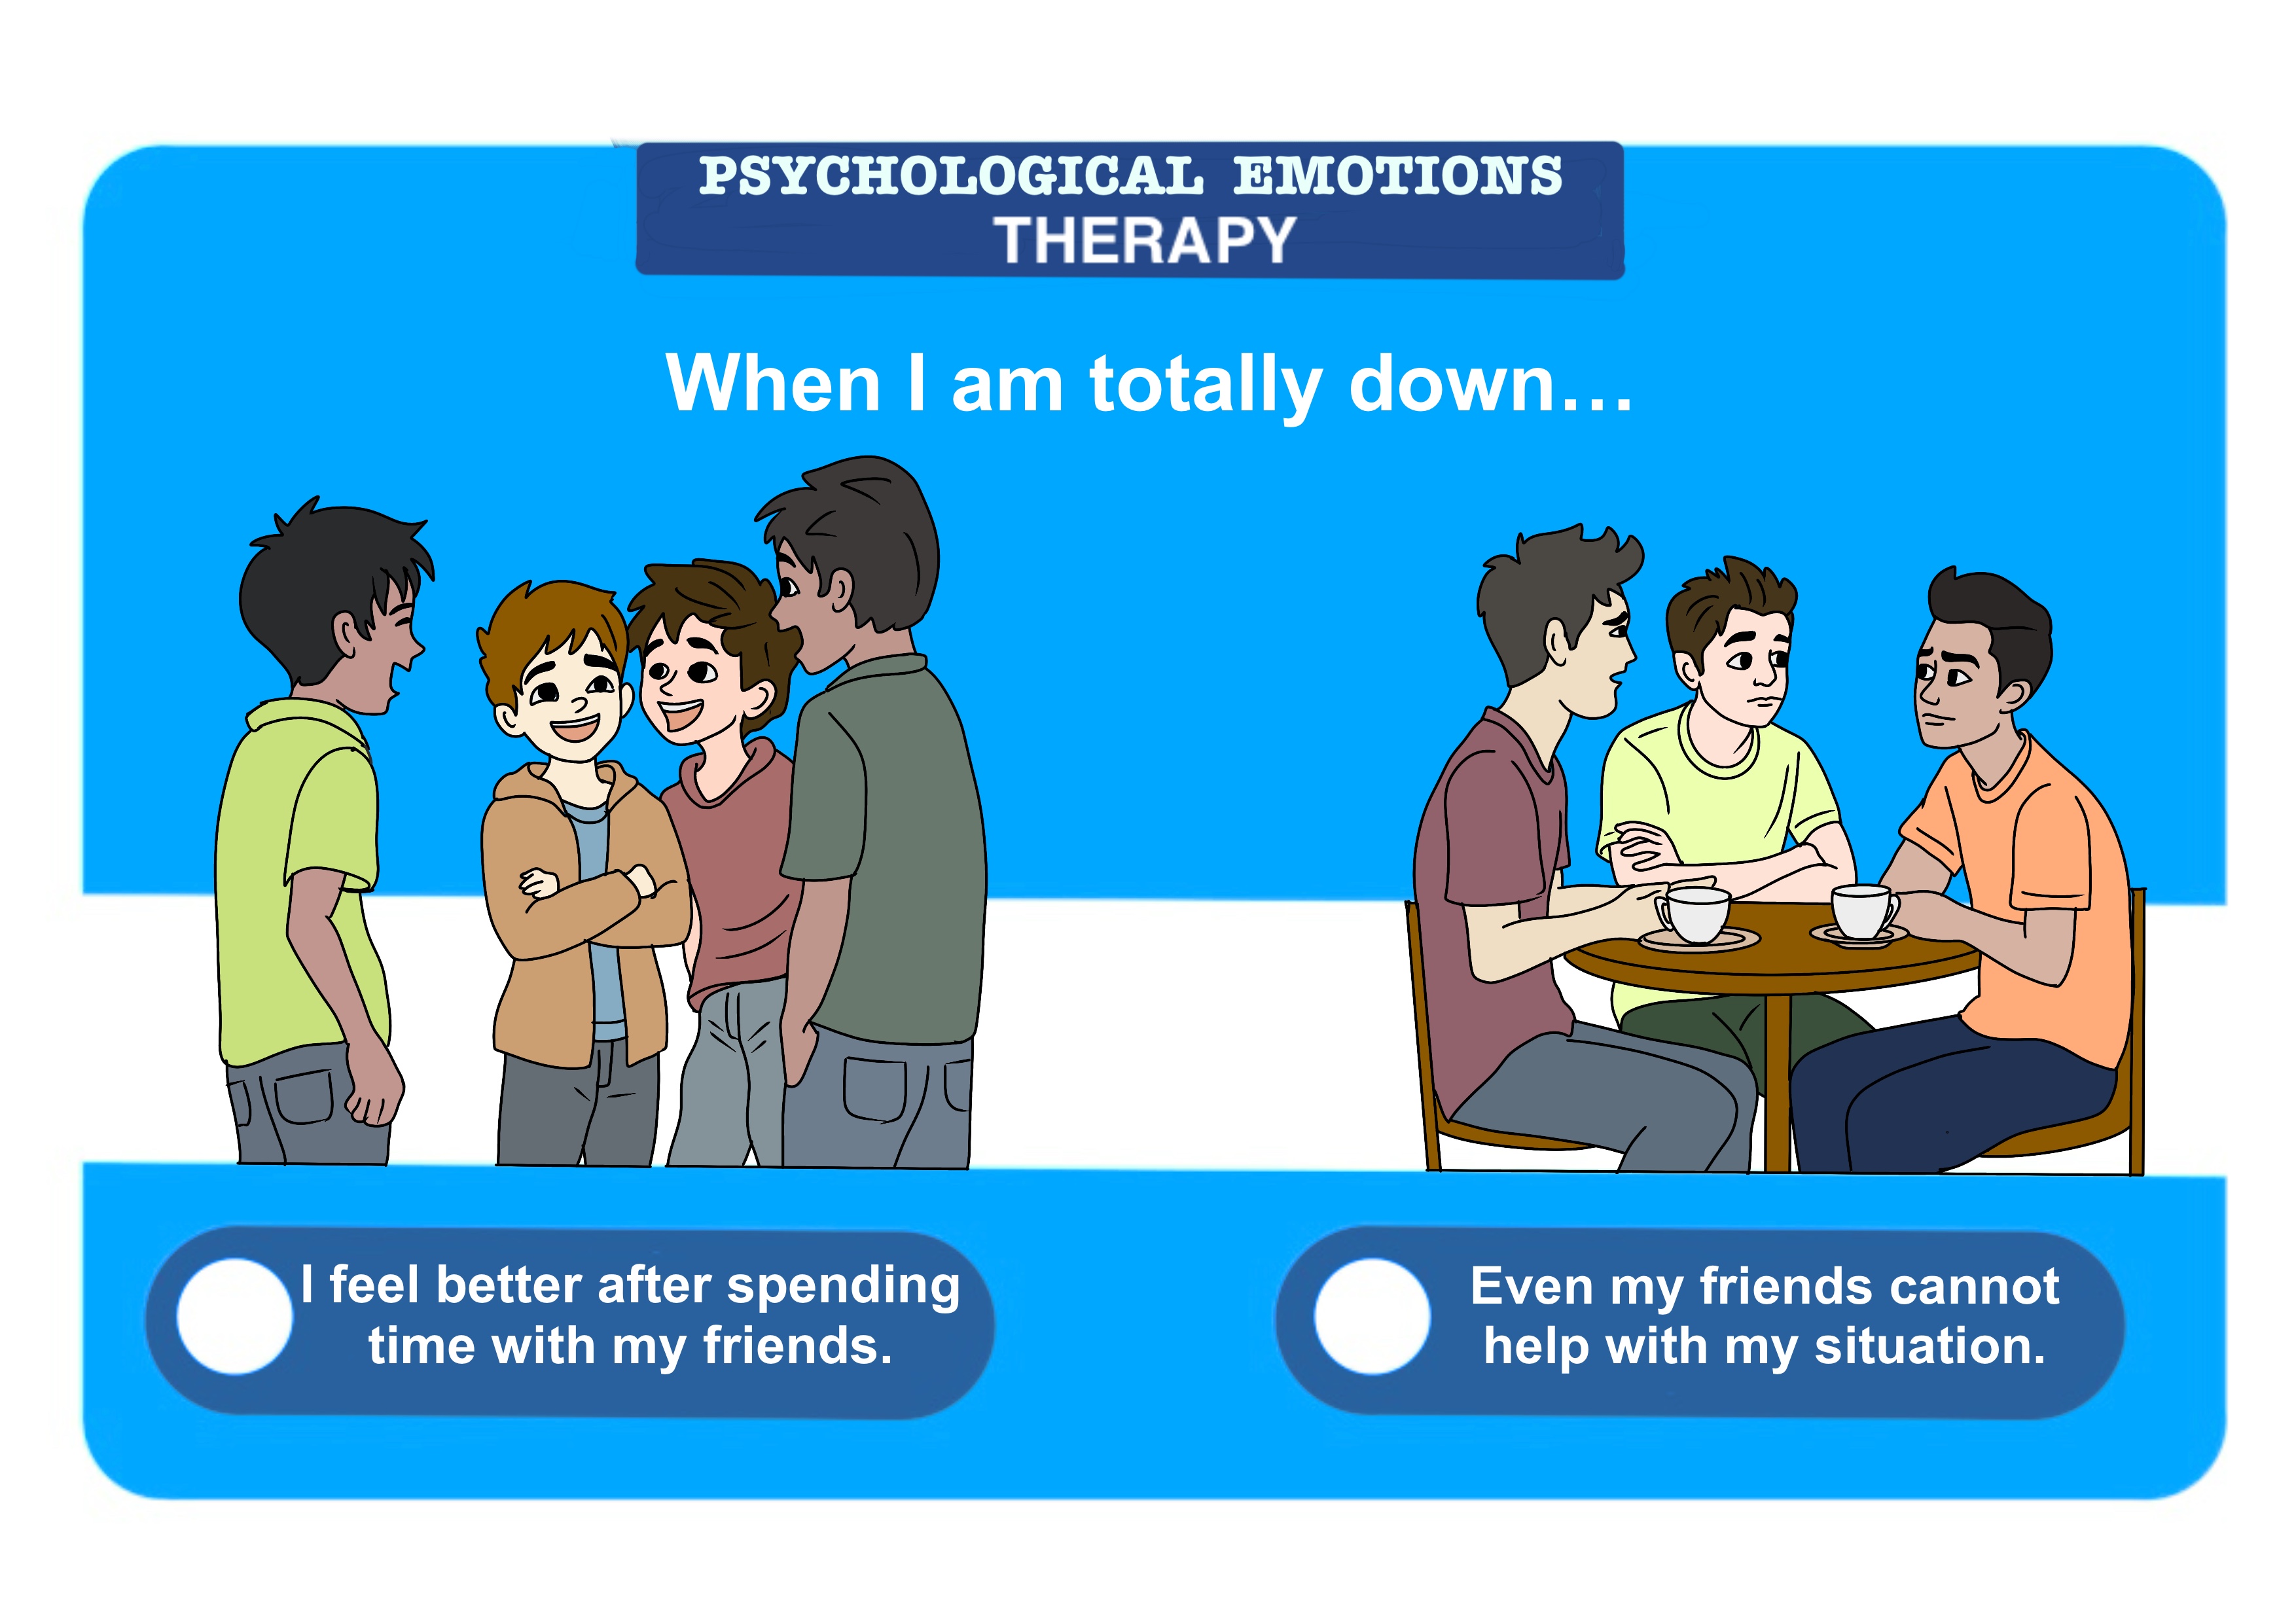 PSYCHOLOGICAL EMOTIONS
THERAPY
When I am totally down...
I feel better after spending
time with my friends.
Even my friends cannot
help with my situation.